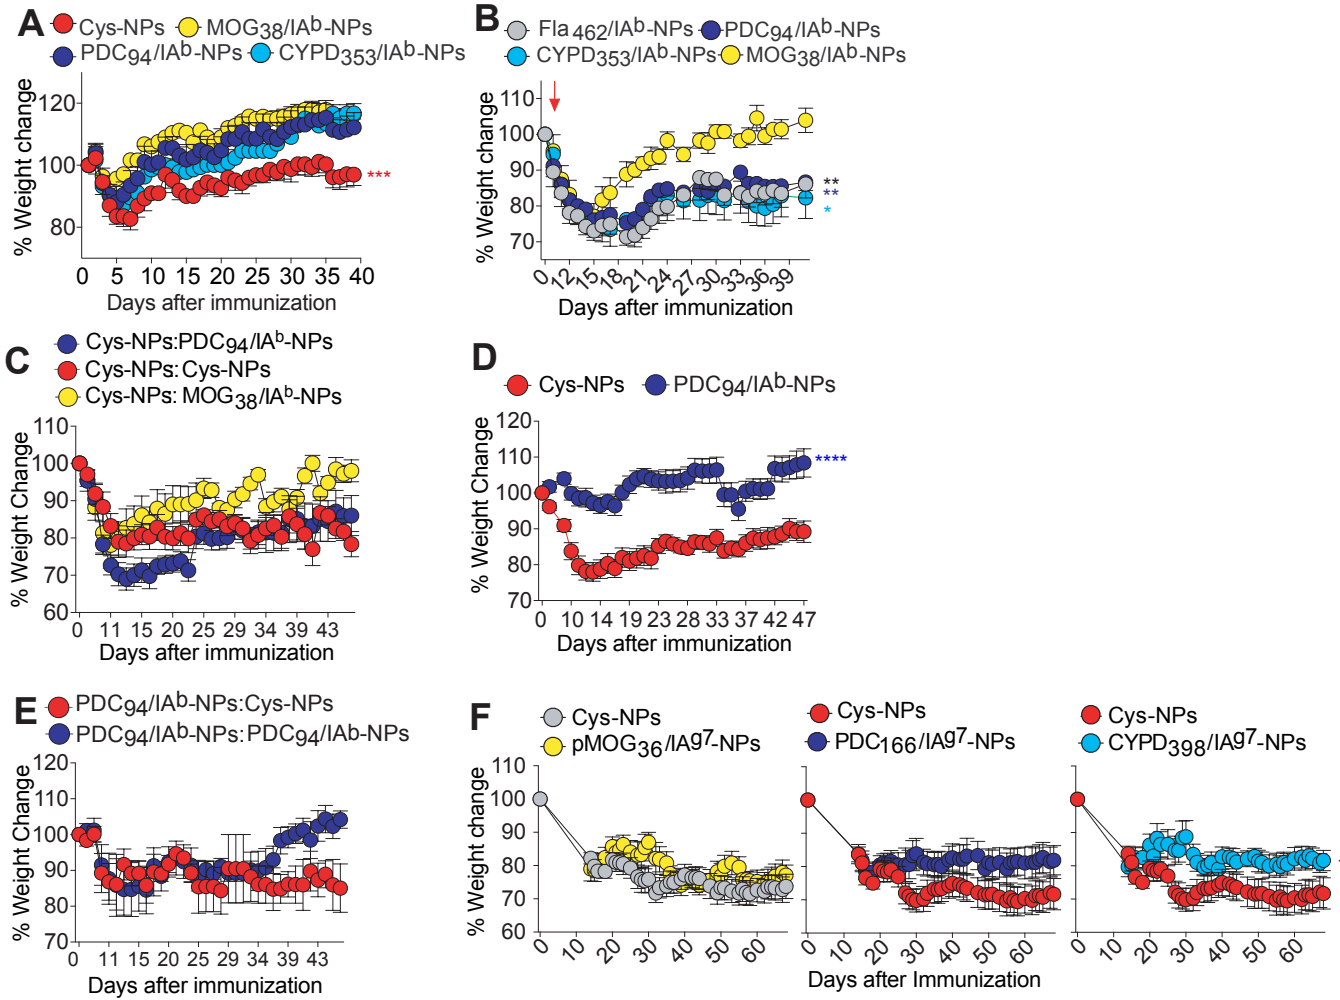 A
Cys-NPs MOG38/IAb-NPs
PDC94/IAb-NPs CYPD353/IAb-NPs
% Weight change
120
100
80
***
0 5 10 15 20 25 30 35 40
Days after immunization
B
Fla462/IAb-NPs PDC94/IAb-NPs
CYPD353/IAb-NPs MOG38/IAb-NPs
% Weight change
110
100
90
80
70
**
**
*
0 12 15 18 21 24 27 30 33 36 39
Days after immunization
C
Cys-NPs:PDC94/IAb-NPs
Cys-NPs:Cys-NPs
Cys-NPs: MOG38/IAb-NPs
% Weight Change
110
100
90
80
70
60
0 11 15 20 25 29 34 39 43
Days after immunization
D
Cys-NPs PDC94/IAb-NPs
% Weight Change
120
110
100
90
80
70
****
0 10 14 19 23 28 33 37 42 47
Days after immunization
E
PDC94/IAb-NPs:Cys-NPs
PDC94/IAb-NPs: PDC94/IAb-NPs
% Weight Change
120
110
100
90
80
70
0 11 15 20 25 29 34 39 43
Days after immunization
F
Cys-NPs
pMOG36/IAg7-NPs
Cys-NPs
PDC166/IAg7-NPs
Cys-NPs
CYPD398/IAg7-NPs
% Weight change
110
100
90
80
70
60
0 10 20 30 40 50 60
0 10 20 30 40 50 60
0 10 20 30 40 50 60
Days after Immunization